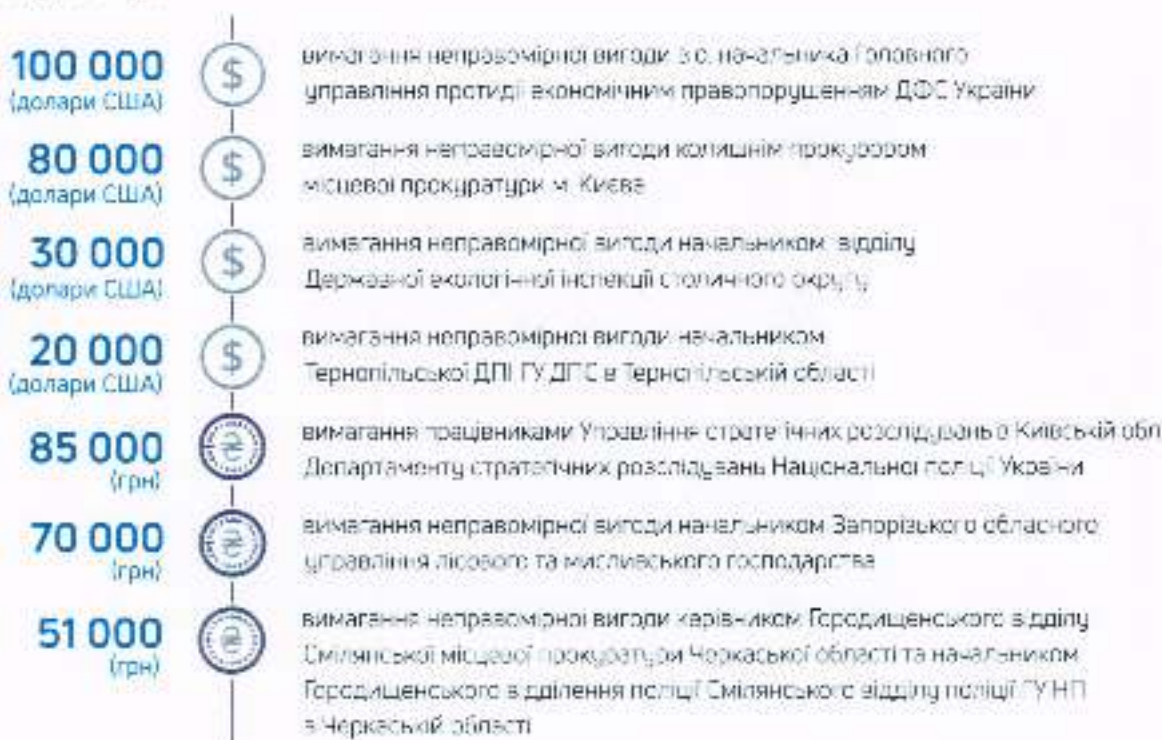 100 000
(долари США)
вимагання неправомірної вигоди в.о. начальника Головного
управління протидії економічним правопорушенням ДФС України
80 000
(долари США)
вимагання неправомірної вигоди колишнім прокурором
місцевої прокуратури м. Києва
30 000
(долари США)
вимагання неправомірної вигоди начальником відділу
Державної екологічної інспекції столичного округу
20 000
(долари США)
вимагання неправомірної вигоди начальником
Тернопільської ДПІ ГУ ДПС в Тернопільській області
85 000
(грн)
вимагання працівниками Управління стратегічних розслідувань в Київській обл
Департаменту стратегічних розслідувань Національної поліції України
70 000
(грн)
вимагання неправомірної вигоди начальником Запорізького обласного
управління лісового та мисливського господарства
51 000
(грн)
вимагання неправомірної вигоди керівником Городищенського відділу
Смілянської місцевої прокуратури Черкаської області та начальником
Городищенського відділення поліції Смілянського відділу поліції ГУ НП
в Черкаській області